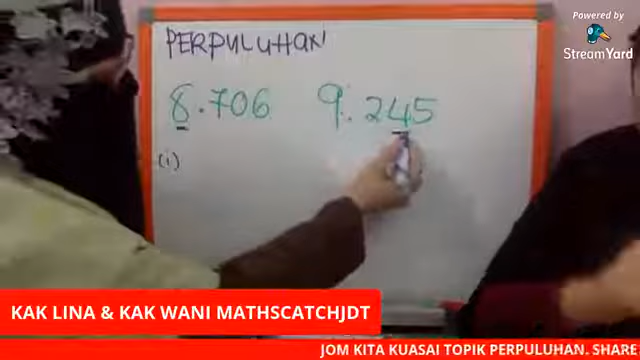 PERPULUHAN
8.706 9.245
(i)
Powered by
StreamYard
KAK LINA & KAK WANI MATHSCATCHJDT
JOM KITA KUASAI TOPIK PERPULUHAN. SHARE